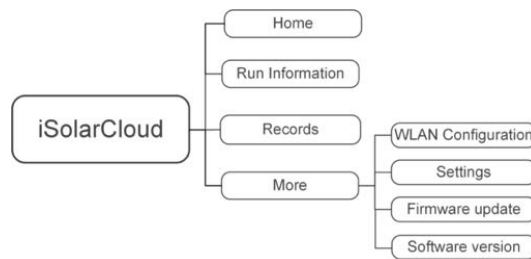 Home
Run Information
iSolarCloud
Records
More
WLAN Configuration
Settings
Firmware update
Software version